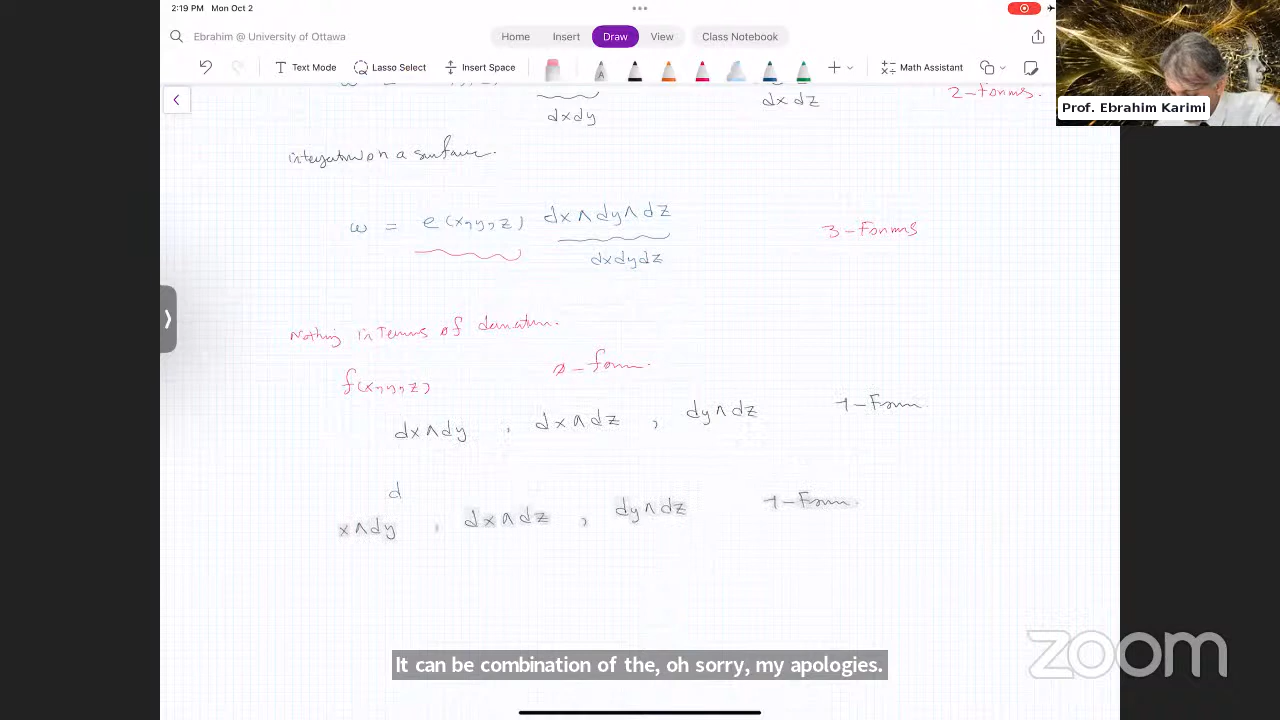 2:19 PM Mon Oct 2
Ebrahim @ University of Ottawa
Home Insert Draw View Class Notebook
Text Mode Lasso Select Insert Space Math Assistant
Prof. Ebrahim Karimi
2-forms.
dxdy
dx dz
integration on a surface.
ω = e(x,y,z) dx∧dy∧dz
3-Forms
dxdydz
Nothing in Terms of
0-form.
f(x,y,z)
dx∧dy , dx∧dz , dy∧dz 1-Form.
d
x∧dy , dx∧dz , dy∧dz 1-Form.
It can be combination of the, oh sorry, my apologies.
zoom